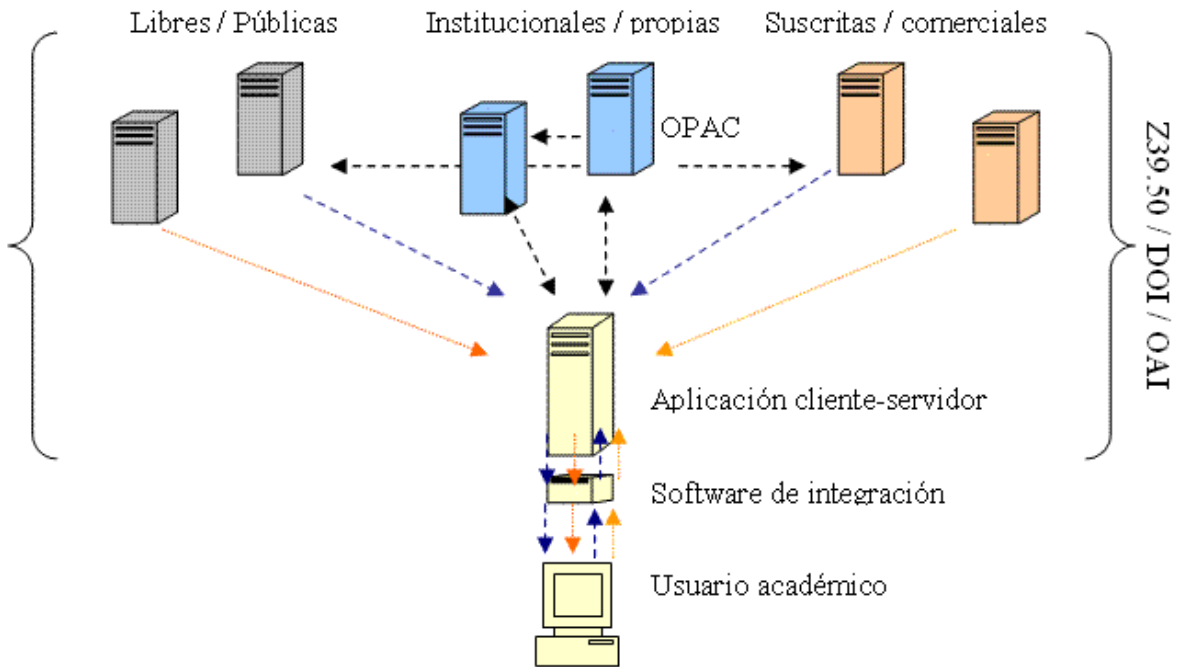 Libres / Públicas
Institucionales / propias
Suscritas / comerciales
OPAC
Z39.50 / DOI / OAI
Aplicación cliente-servidor
Software de integración
Usuario académico